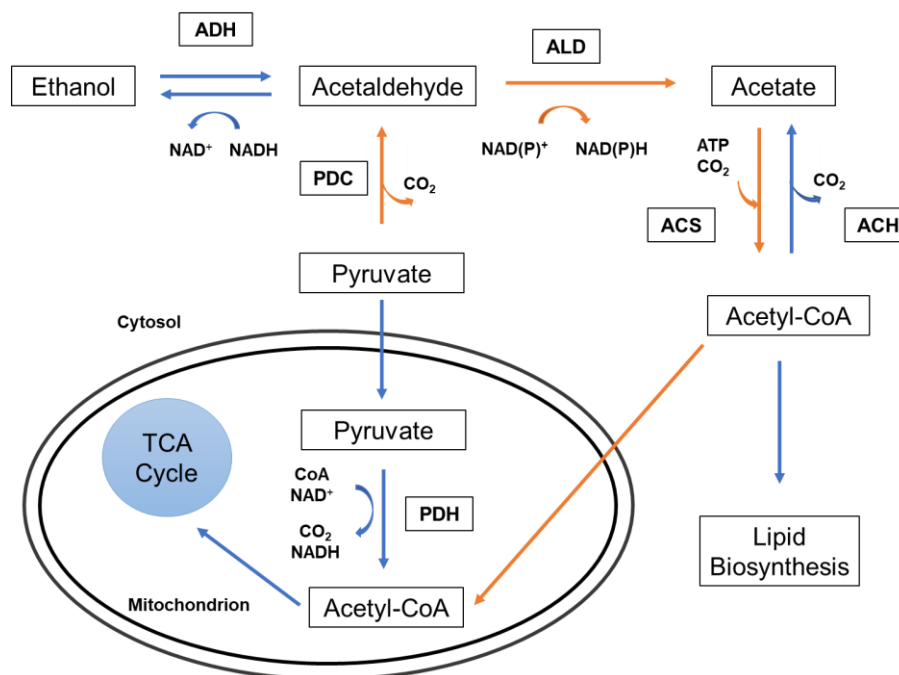 ADH
ALD
Ethanol
Acetaldehyde
Acetate
NAD⁺ NADH
NAD(P)⁺ NAD(P)H
ATP
CO₂
CO₂
PDC
CO₂
ACS
ACH
Pyruvate
Cytosol
Acetyl-CoA
Pyruvate
TCA
Cycle
CoA
NAD⁺
PDH
CO₂
NADH
Lipid
Biosynthesis
Mitochondrion
Acetyl-CoA